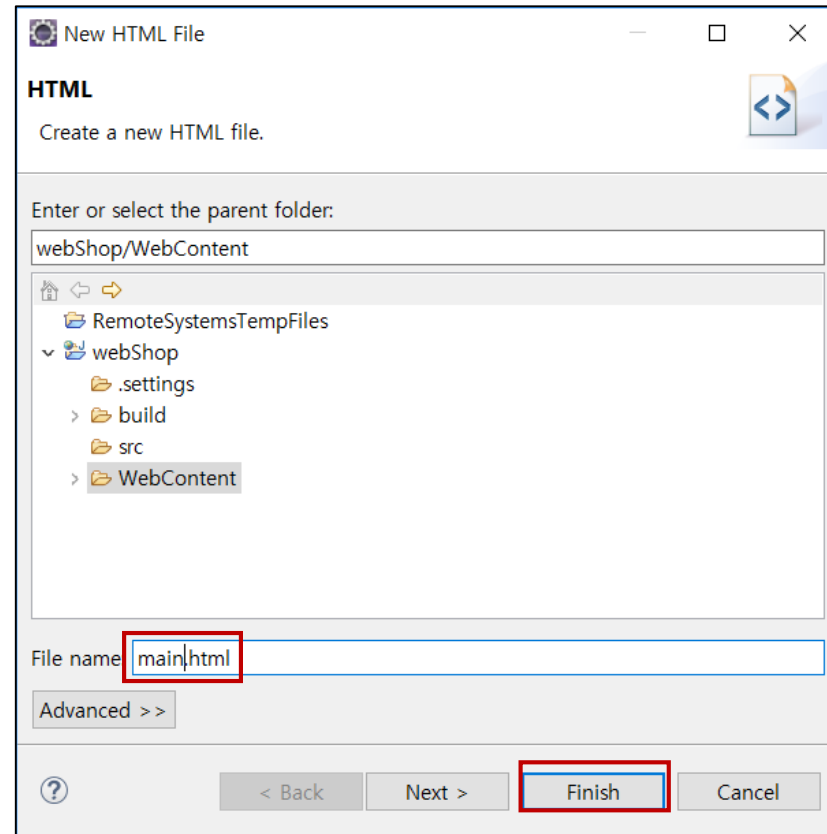 New HTML File
HTML
Create a new HTML file.
Enter or select the parent folder:
webShop/WebContent
RemoteSystemsTempFiles
webShop
.settings
build
src
WebContent
File name: main.html
Advanced >>
< Back Next > Finish Cancel